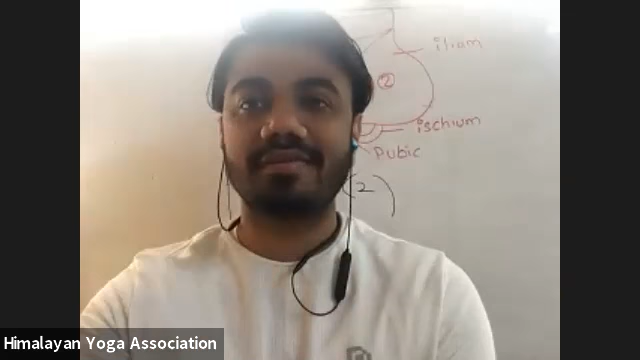 ilium
②
ischium
Pubic
(2)
Himalayan Yoga Association